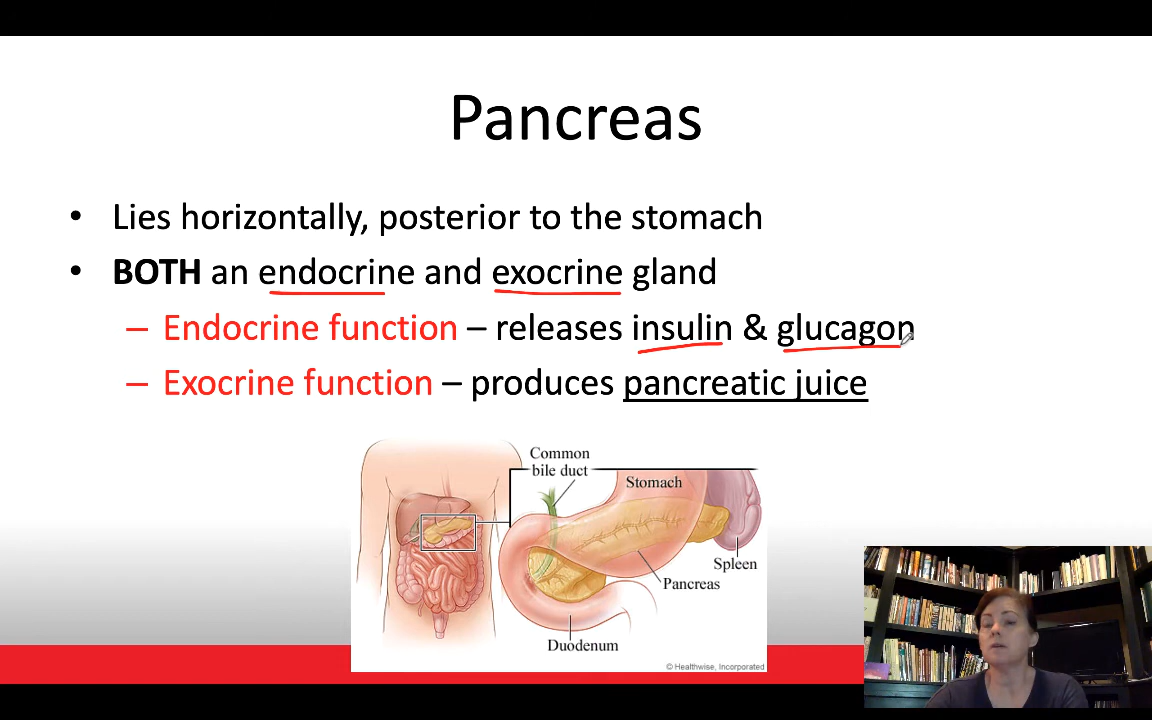 Pancreas
• Lies horizontally, posterior to the stomach
• BOTH an endocrine and exocrine gland
– Endocrine function – releases insulin & glucagon
– Exocrine function – produces pancreatic juice
Common
bile duct
Stomach
Spleen
Pancreas
Duodenum
© Healthwise, Incorporated